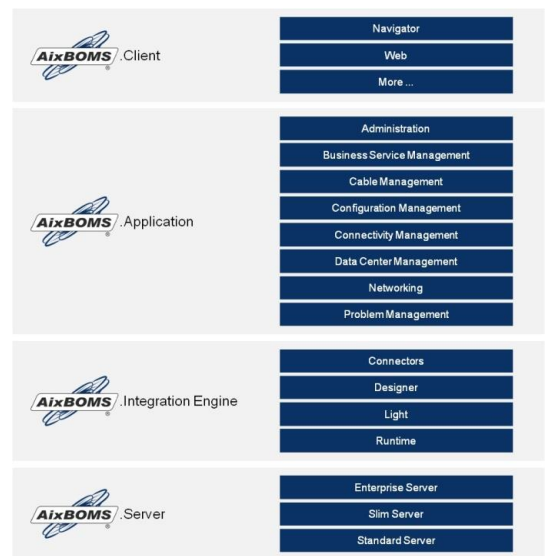 AixBOMS® .Client
Navigator
Web
More ...
AixBOMS® .Application
Administration
Business Service Management
Cable Management
Configuration Management
Connectivity Management
Data Center Management
Networking
Problem Management
AixBOMS® .Integration Engine
Connectors
Designer
Light
Runtime
AixBOMS® .Server
Enterprise Server
Slim Server
Standard Server